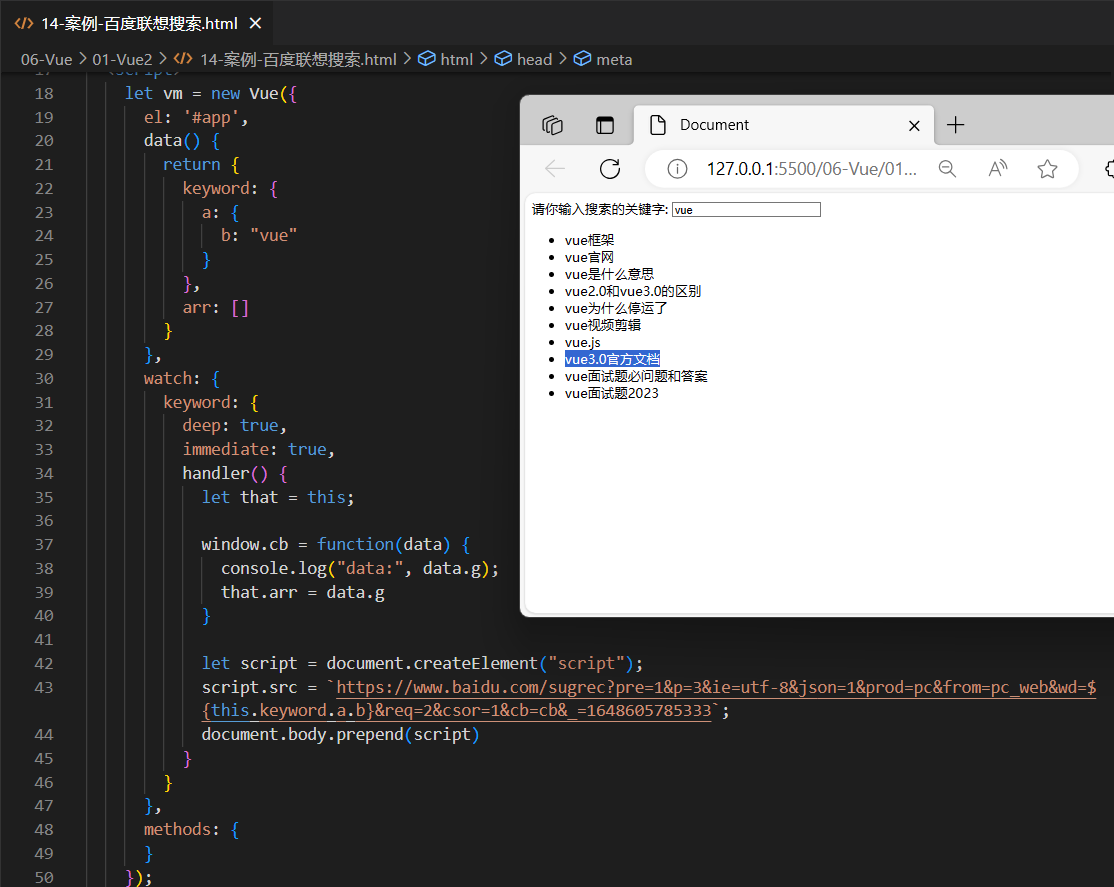 14-案例-百度联想搜索.html
06-Vue > 01-Vue2 > 14-案例-百度联想搜索.html > html > head > meta
17 <script>
18 let vm = new Vue({
19 el: '#app',
20 data() {
21 return {
22 keyword: {
23 a: {
24 b: "vue"
25 }
26 },
27 arr: []
28 }
29 },
30 watch: {
31 keyword: {
32 deep: true,
33 immediate: true,
34 handler() {
35 let that = this;
36
37 window.cb = function(data) {
38 console.log("data:", data.g);
39 that.arr = data.g
40 }
41
42 let script = document.createElement("script");
43 script.src = `https://www.baidu.com/sugrec?pre=1&p=3&ie=utf-8&json=1&prod=pc&from=pc_web&wd=$
{this.keyword.a.b}&req=2&csor=1&cb=cb&_=1648605785333`;
44 document.body.prepend(script)
45 }
46 }
47 },
48 methods: {
49 }
50 });
Document
127.0.0.1:5500/06-Vue/01...
请你输入搜索的关键字: vue
vue框架
vue官网
vue是什么意思
vue2.0和vue3.0的区别
vue为什么停运了
vue视频剪辑
vue.js
vue3.0官方文档
vue面试题必问题和答案
vue面试题2023